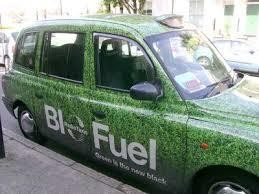 Bio Fuel
Green is the new black.